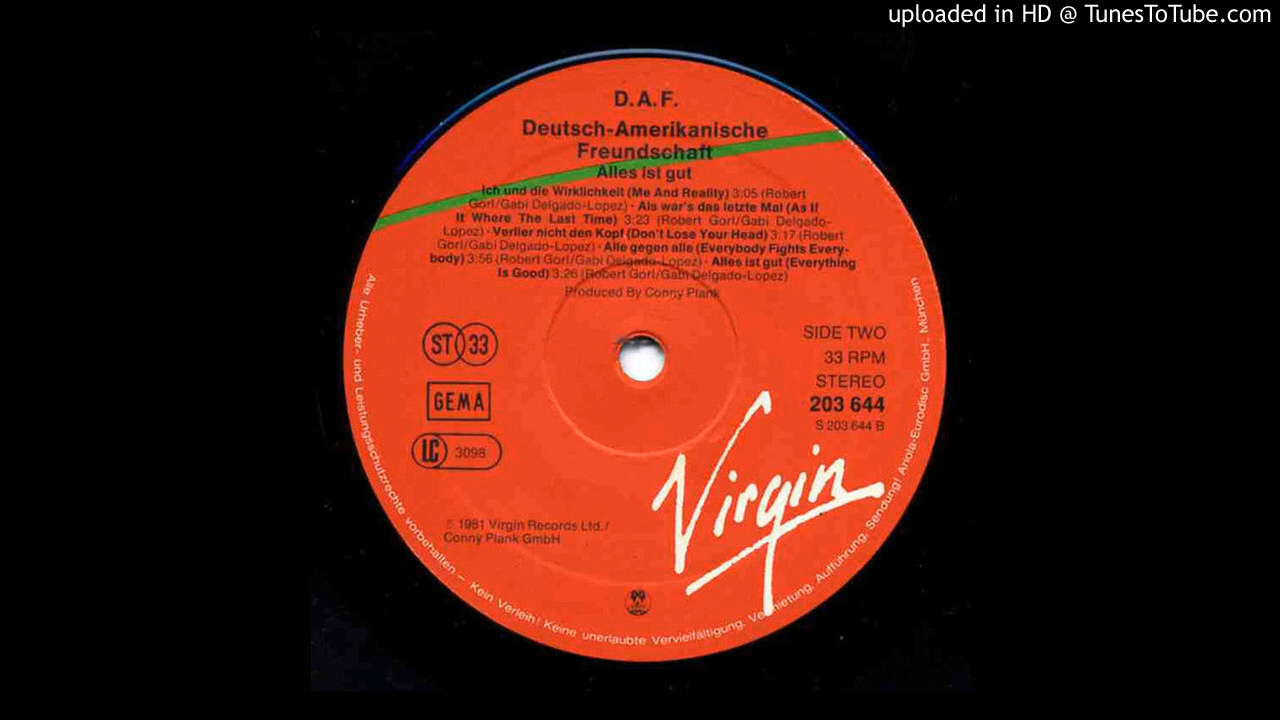 uploaded in HD @ TunesToTube.com
D.A.F.
Deutsch-Amerikanische
Freundschaft
Alles ist gut
Ich und die Wirklichkeit (Me And Reality) 3:05 (Robert
Gorl/Gabi Delgado-Lopez) · Als war's das letzte Mal (As If
It Where The Last Time) 3:23 (Robert Gorl/Gabi Delgado-
Lopez) · Verlier nicht den Kopf (Don't Lose Your Head) 3:17 (Robert
Gorl/Gabi Delgado-Lopez) · Alle gegen alle (Everybody Fights Every-
body) 3:56 (Robert Gorl/Gabi Delgado-Lopez) · Alles ist gut (Everything
Is Good) 3:26 (Robert Gorl/Gabi Delgado-Lopez)
Produced By Conny Plank
ST 33
GEMA
LC 3098
SIDE TWO
33 RPM
STEREO
203 644
S 203 644 B
Virgin
℗ 1981 Virgin Records Ltd./
Conny Plank GmbH
Alle Urheber- und Leistungsschutzrechte vorbehalten – Kein Verleih! Keine unerlaubte Vervielfältigung, Vermietung, Aufführung, Sendung! Ariola-Eurodisc GmbH, München